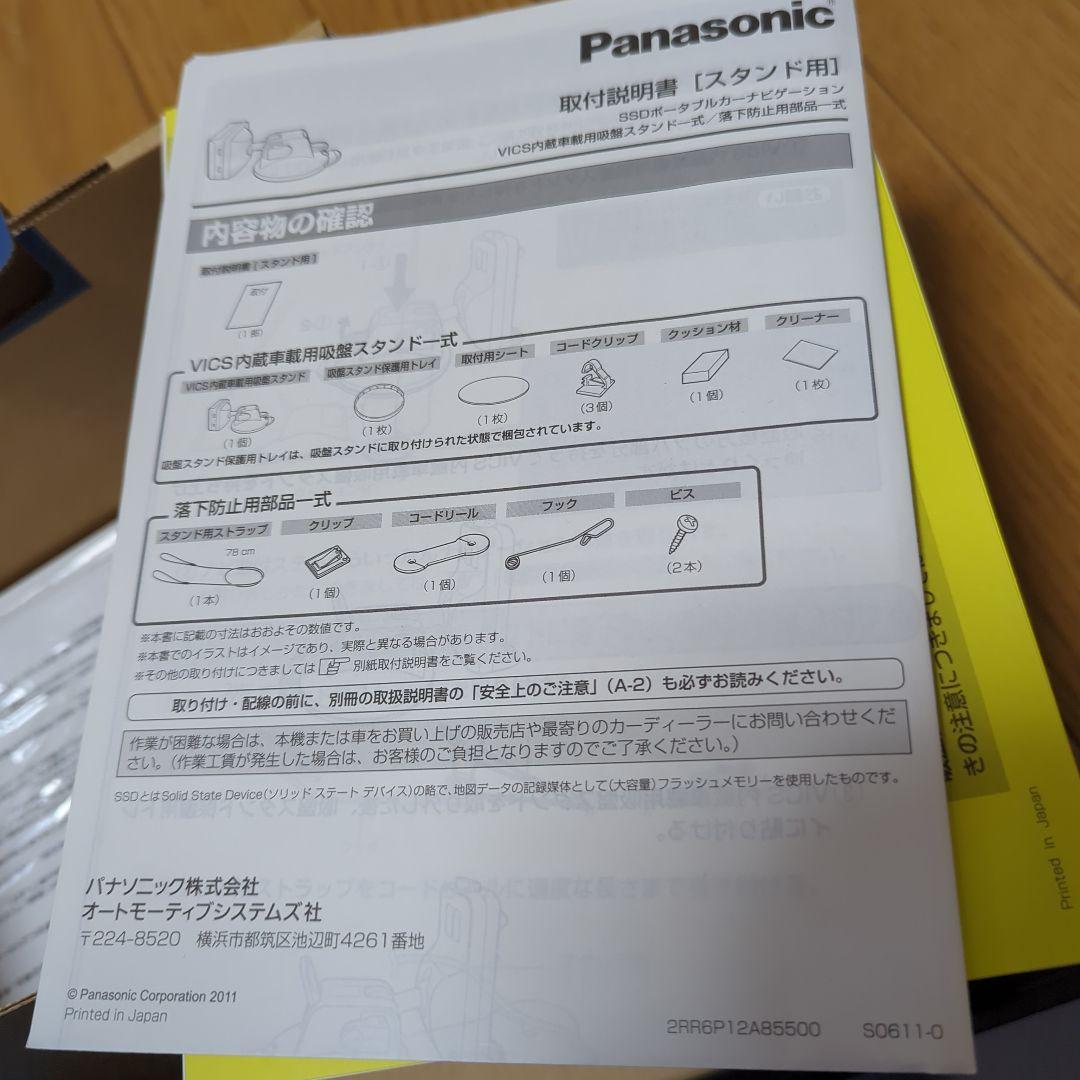 Panasonic
取付説明書［スタンド用］
SSDポータブルカーナビゲーション
VICS内蔵車載用吸盤スタンド一式／落下防止用部品一式
内容物の確認
取付説明書［スタンド用］
取付
（1部）
VICS内蔵車載用吸盤スタンド一式
VICS内蔵車載用吸盤スタンド 吸盤スタンド保護用トレイ 取付用シート コードクリップ クッション材 クリーナー
（1個） （1枚） （1枚） （3個） （1個） （1枚）
吸盤スタンド保護用トレイは、吸盤スタンドに取り付けられた状態で梱包されています。
落下防止用部品一式
スタンド用ストラップ クリップ コードリール フック ビス
78 cm
（1本） （1個） （1個） （1個） （2本）
※本書に記載の寸法はおおよその数値です。
※本書でのイラストはイメージであり、実際と異なる場合があります。
※その他の取り付けにつきましては 別紙取付説明書をご覧ください。
取り付け・配線の前に、別冊の取扱説明書の「安全上のご注意」（A-2）も必ずお読みください。
作業が困難な場合は、本機または車をお買い上げの販売店や最寄りのカーディーラーにお問い合わせくだ
さい。（作業工賃が発生した場合は、お客様のご負担となりますのでご了承ください。）
SSDとはSolid State Device（ソリッド ステート デバイス）の略で、地図データの記録媒体として（大容量）フラッシュメモリーを使用したものです。
パナソニック株式会社
オートモーティブシステムズ社
〒224-8520 横浜市都筑区池辺町4261番地
© Panasonic Corporation 2011
Printed in Japan
2RR6P12A85500 S0611-0
きの注意につきまし
Printed in Japan